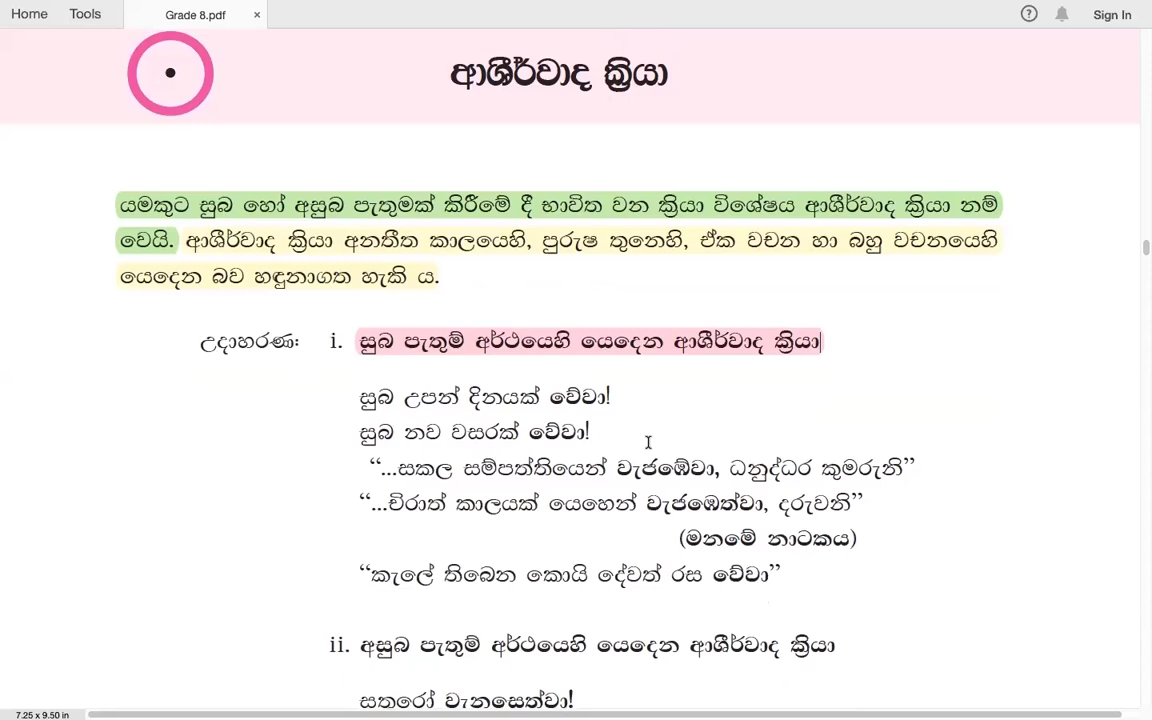 Home Tools Grade 8.pdf × ? Sign In
ආශීර්වාද ක්‍රියා
යමකුට සුබ හෝ අසුබ පැතුමක් කිරීමේ දී භාවිත වන ක්‍රියා විශේෂය ආශීර්වාද ක්‍රියා නම්
වෙයි. ආශීර්වාද ක්‍රියා අනතීත කාලයෙහි, පුරුෂ තුනෙහි, ඒක වචන හා බහු වචනයෙහි
යෙදෙන බව හඳුනාගත හැකි ය.
උදාහරණ: i. සුබ පැතුම් අර්ථයෙහි යෙදෙන ආශීර්වාද ක්‍රියා
සුබ උපන් දිනයක් වේවා!
සුබ නව වසරක් වේවා!
“...සකල සම්පත්තියෙන් වැජඹේවා, ධනුද්ධර කුමරුනි”
“...චිරාත් කාලයක් යෙහෙන් වැජඹෙත්වා, දරුවනි”
(මනමේ නාටකය)
“කැලේ තිබෙන කොයි දේවත් රස වේවා”
ii. අසුබ පැතුම් අර්ථයෙහි යෙදෙන ආශීර්වාද ක්‍රියා
සතරෝ වැනසෙත්වා!
7.25 x 9.50 in